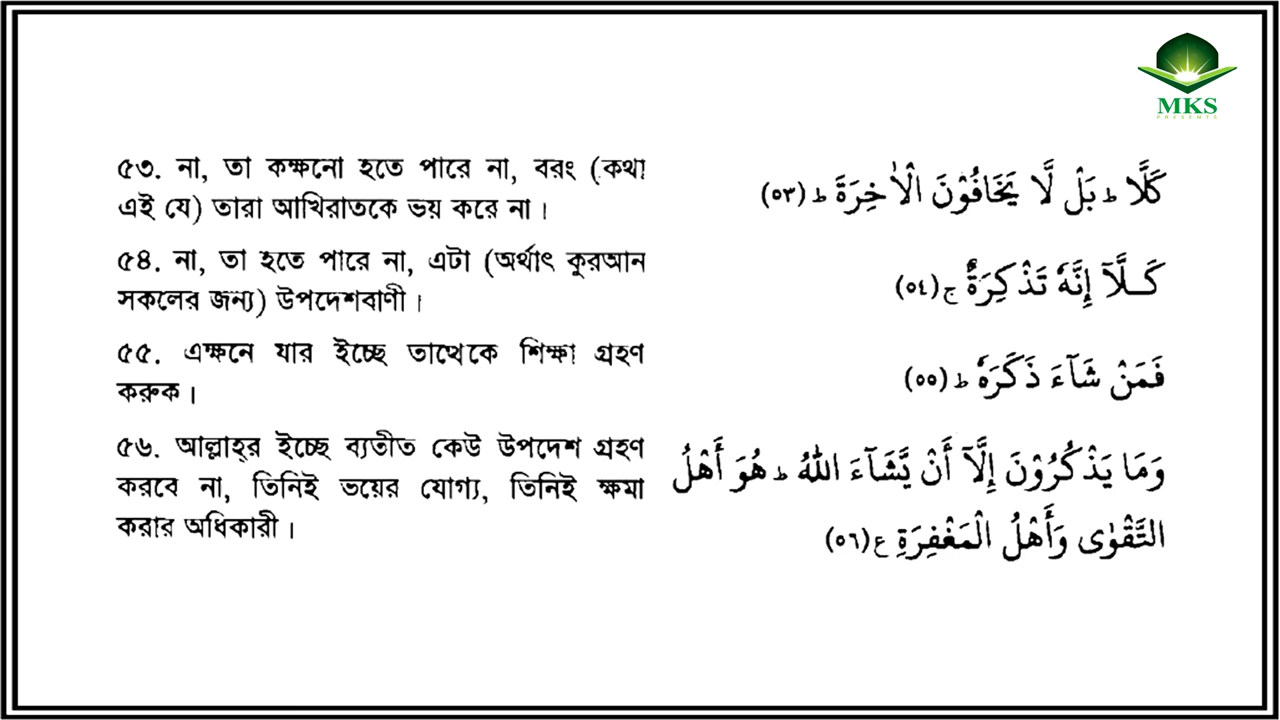 MKS
PRESENTS
৫৩. না, তা কক্ষনো হতে পারে না, বরং (কথা
এই যে) তারা আখিরাতকে ভয় করে না।
كَلَّا ط بَلْ لَّا يَخَافُوْنَ الْاٰخِرَةَ ط (٥٣)
৫৪. না, তা হতে পারে না, এটা (অর্থাৎ কুরআন
সকলের জন্য) উপদেশবাণী।
كَـلَّآ إِنَّهٗ تَذْكِرَةٌ ج (٥٤)
৫৫. এক্ষনে যার ইচ্ছে তাত্থেকে শিক্ষা গ্রহণ
করুক।
فَمَنْ شَآءَ ذَكَرَهٗ ط (٥٥)
৫৬. আল্লাহ্‌র ইচ্ছে ব্যতীত কেউ উপদেশ গ্রহণ
করবে না, তিনিই ভয়ের যোগ্য, তিনিই ক্ষমা
করার অধিকারী।
وَمَا يَذْكُرُوْنَ إِلَّآ أَنْ يَّشَآءَ اللهُ ط هُوَ أَهْلُ
التَّقْوٰى وَأَهْلُ الْمَغْفِرَةِ ع (٥٦)